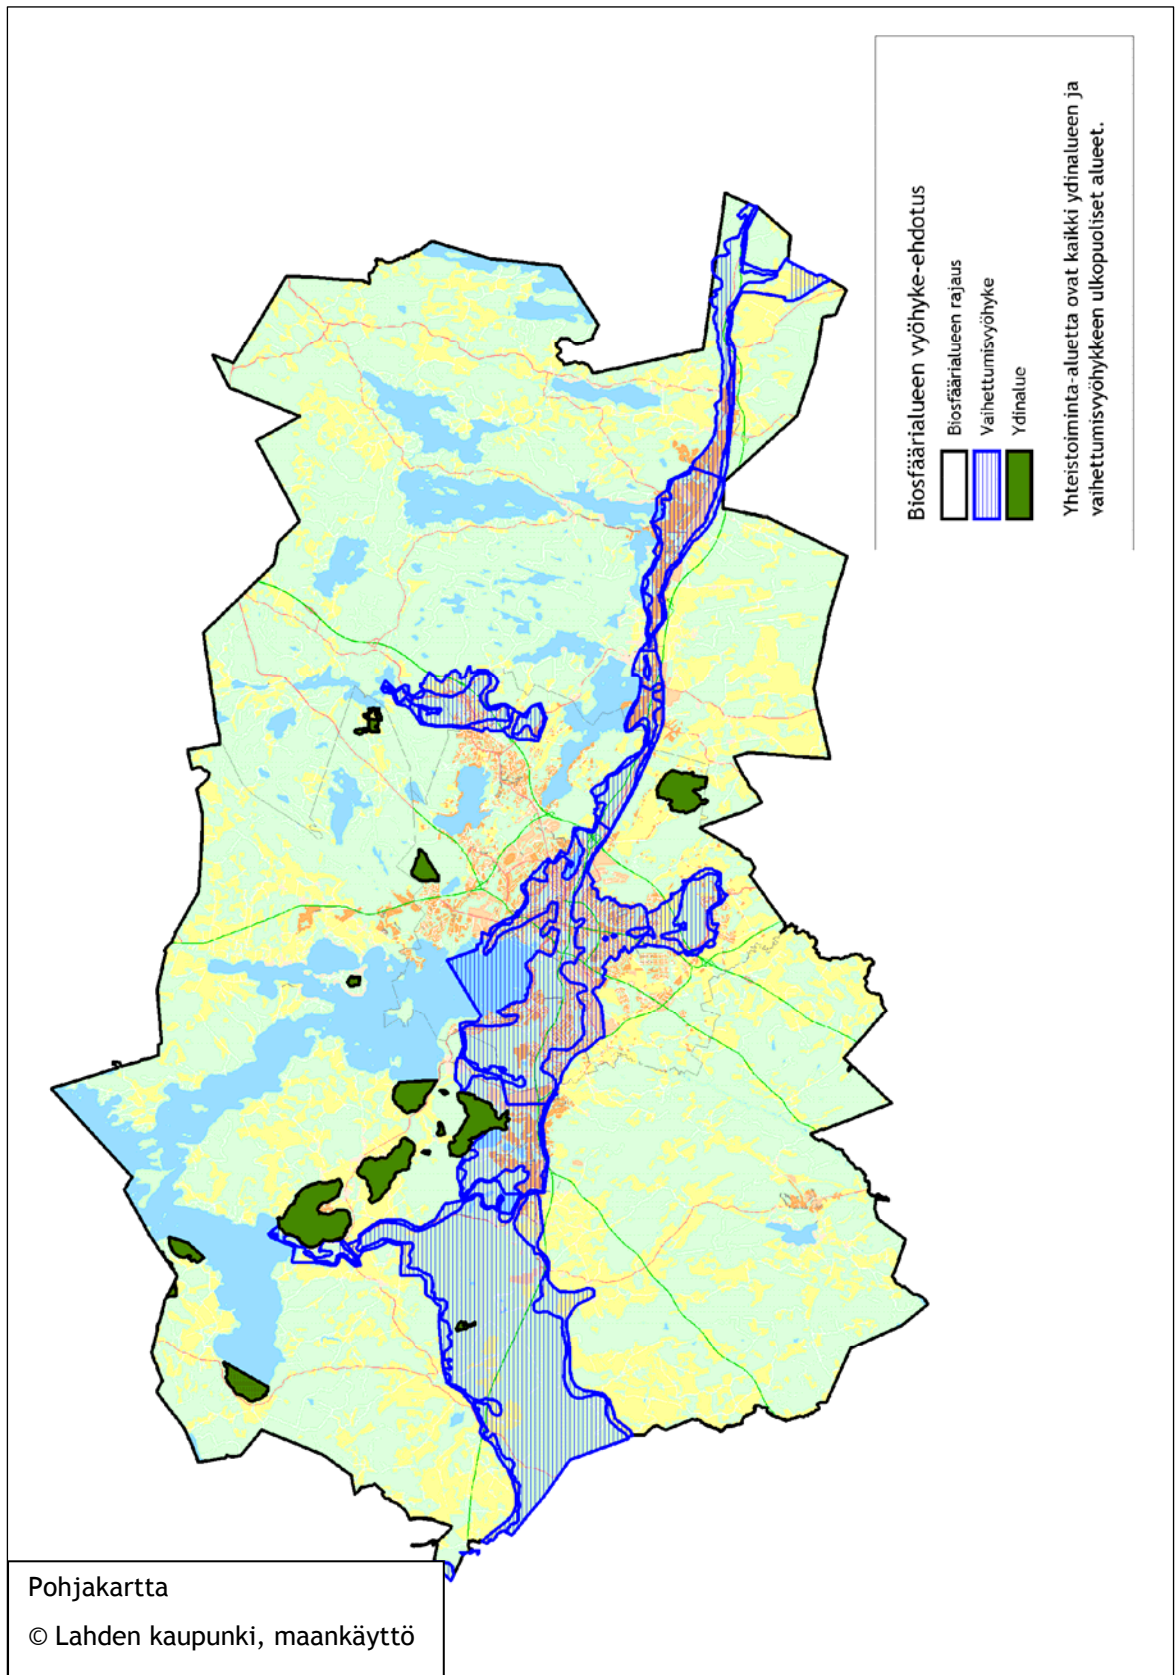 Biosfäärialueen vyöhyke-ehdotus
Biosfäärialueen rajaus
Vaihettumisvyöhyke
Ydinalue
Yhteistoiminta-aluetta ovat kaikki ydinalueen ja
vaihettumisvyöhykkeen ulkopuoliset alueet.
Pohjakartta
© Lahden kaupunki, maankäyttö